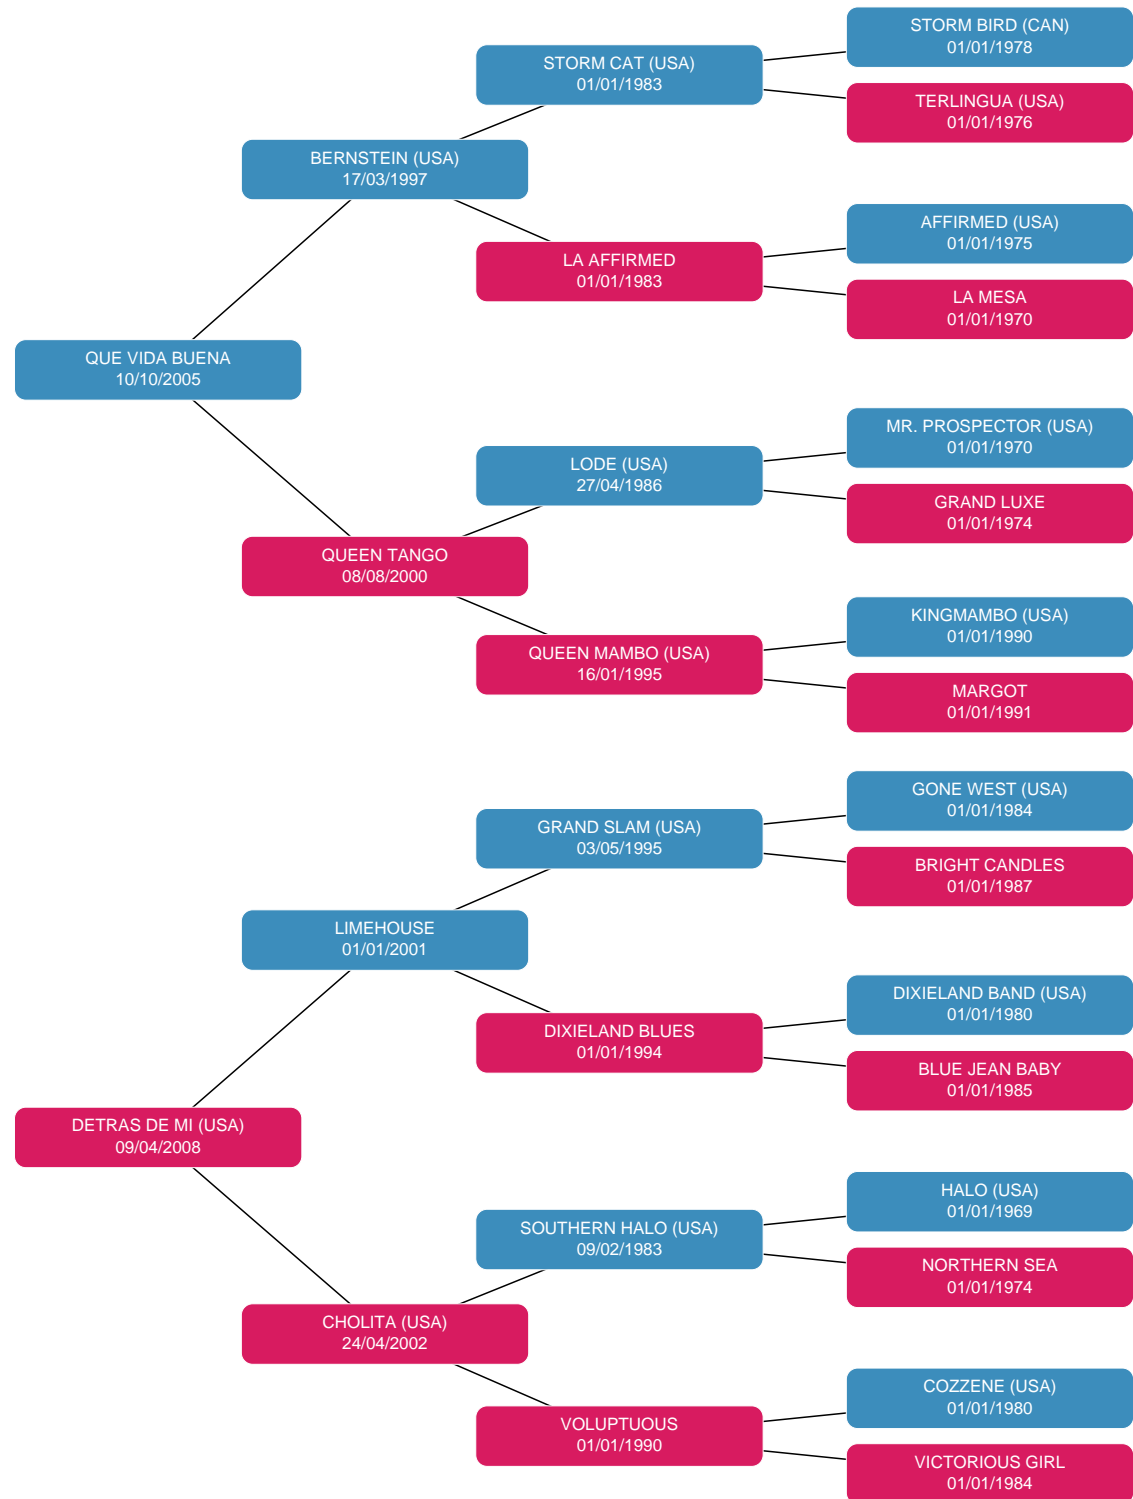 STORM BIRD (CAN)
01/01/1978
STORM CAT (USA)
01/01/1983
TERLINGUA (USA)
01/01/1976
BERNSTEIN (USA)
17/03/1997
AFFIRMED (USA)
01/01/1975
LA AFFIRMED
01/01/1983
LA MESA
01/01/1970
QUE VIDA BUENA
10/10/2005
MR. PROSPECTOR (USA)
01/01/1970
LODE (USA)
27/04/1986
GRAND LUXE
01/01/1974
QUEEN TANGO
08/08/2000
KINGMAMBO (USA)
01/01/1990
QUEEN MAMBO (USA)
16/01/1995
MARGOT
01/01/1991
GONE WEST (USA)
01/01/1984
GRAND SLAM (USA)
03/05/1995
BRIGHT CANDLES
01/01/1987
LIMEHOUSE
01/01/2001
DIXIELAND BAND (USA)
01/01/1980
DIXIELAND BLUES
01/01/1994
BLUE JEAN BABY
01/01/1985
DETRAS DE MI (USA)
09/04/2008
HALO (USA)
01/01/1969
SOUTHERN HALO (USA)
09/02/1983
NORTHERN SEA
01/01/1974
CHOLITA (USA)
24/04/2002
COZZENE (USA)
01/01/1980
VOLUPTUOUS
01/01/1990
VICTORIOUS GIRL
01/01/1984